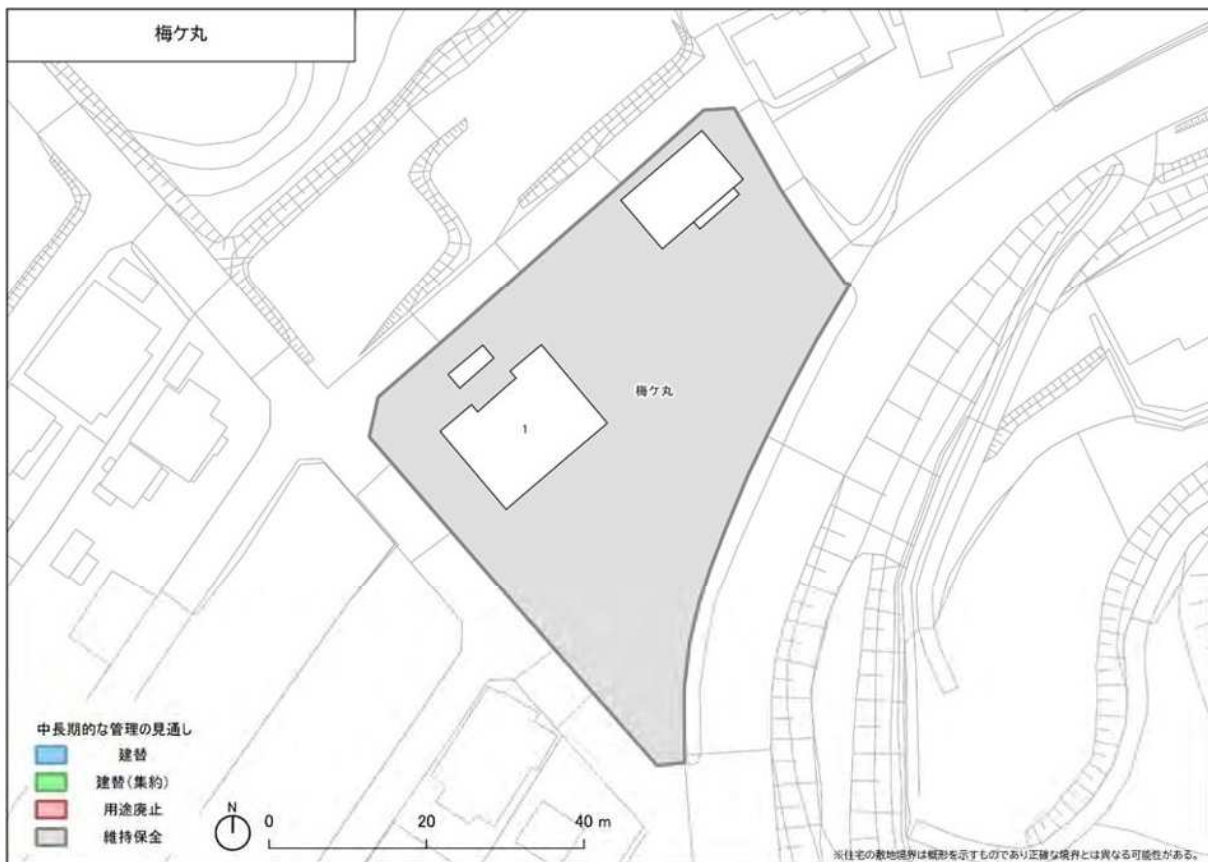 梅ケ丸
梅ケ丸
1
中長期的な管理の見通し
建替
建替(集約)
用途廃止
維持保全
N
0 20 40 m
※住宅の敷地境界は概形を示すものであり正確な境界とは異なる可能性がある。